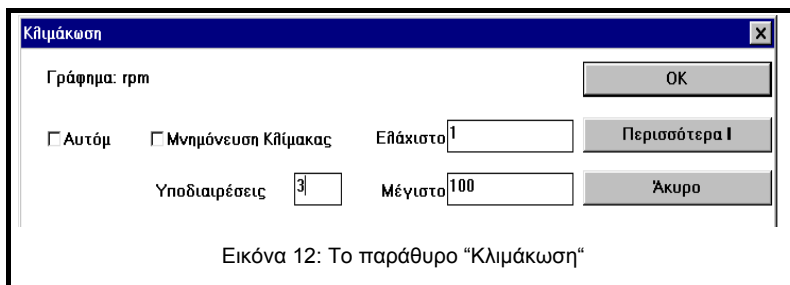 Κλιμάκωση
Γράφημα: rpm
OK
Αυτόμ Μνημόνευση Κλίμακας Ελάχιστο 1 Περισσότερα Ι
Υποδιαιρέσεις 3 Μέγιστο 100 Άκυρο
Εικόνα 12: Το παράθυρο “Κλιμάκωση“